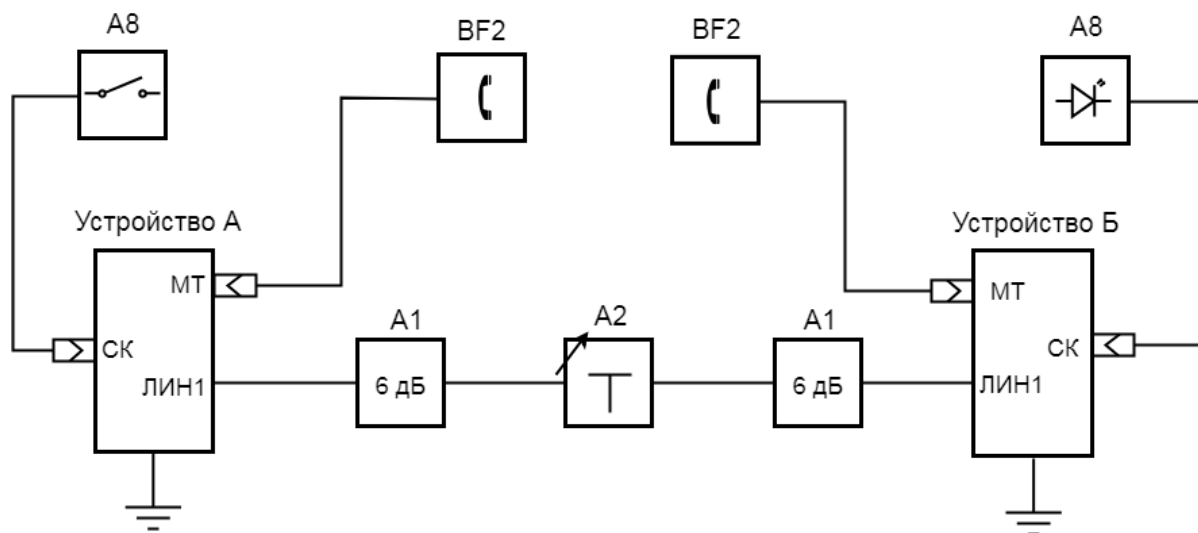 A8
BF2
BF2
A8
Устройство А
Устройство Б
МТ
МТ
СК
СК
A1
A2
A1
ЛИН1
6 дБ
6 дБ
ЛИН1